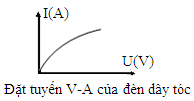 I(A)
U(V)
Đặt tuyến V-A của đèn dây tóc